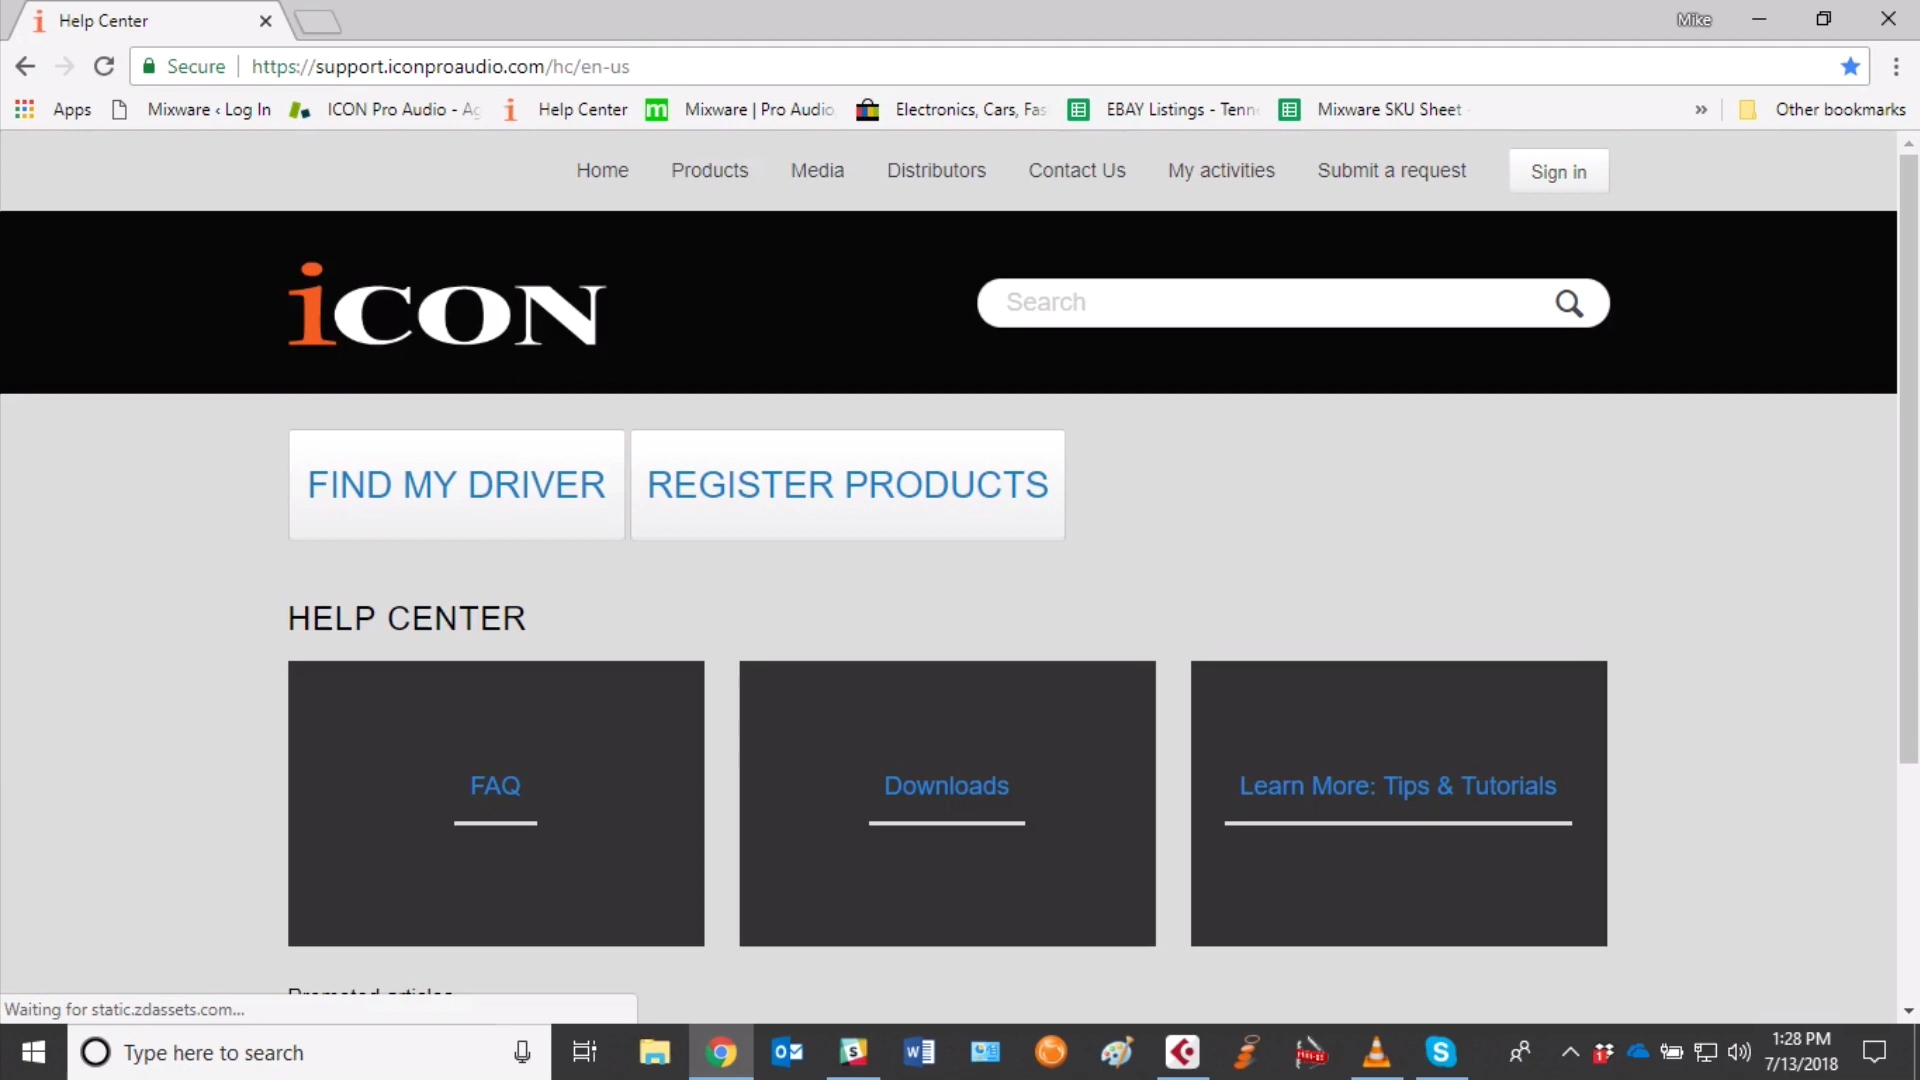 Help Center
Mike
Secure
https://support.iconproaudio.com/hc/en-us
Apps
Mixware ‹ Log In
ICON Pro Audio - Ag
Help Center
Mixware | Pro Audio
Electronics, Cars, Fas
EBAY Listings - Tenn
Mixware SKU Sheet
»
Other bookmarks
Home
Products
Media
Distributors
Contact Us
My activities
Submit a request
Sign in
iCON
Search
FIND MY DRIVER
REGISTER PRODUCTS
HELP CENTER
FAQ
Downloads
Learn More: Tips & Tutorials
Promoted articles
Waiting for static.zdassets.com...
Type here to search
1:28 PM
7/13/2018